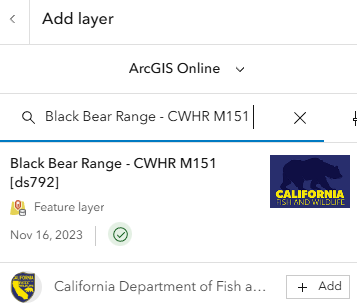 Add layer
ArcGIS Online
Black Bear Range - CWHR M151
Black Bear Range - CWHR M151
[ds792]
CALIFORNIA
FISH AND WILDLIFE
Feature layer
Nov 16, 2023
California Department of Fish a...
+ Add